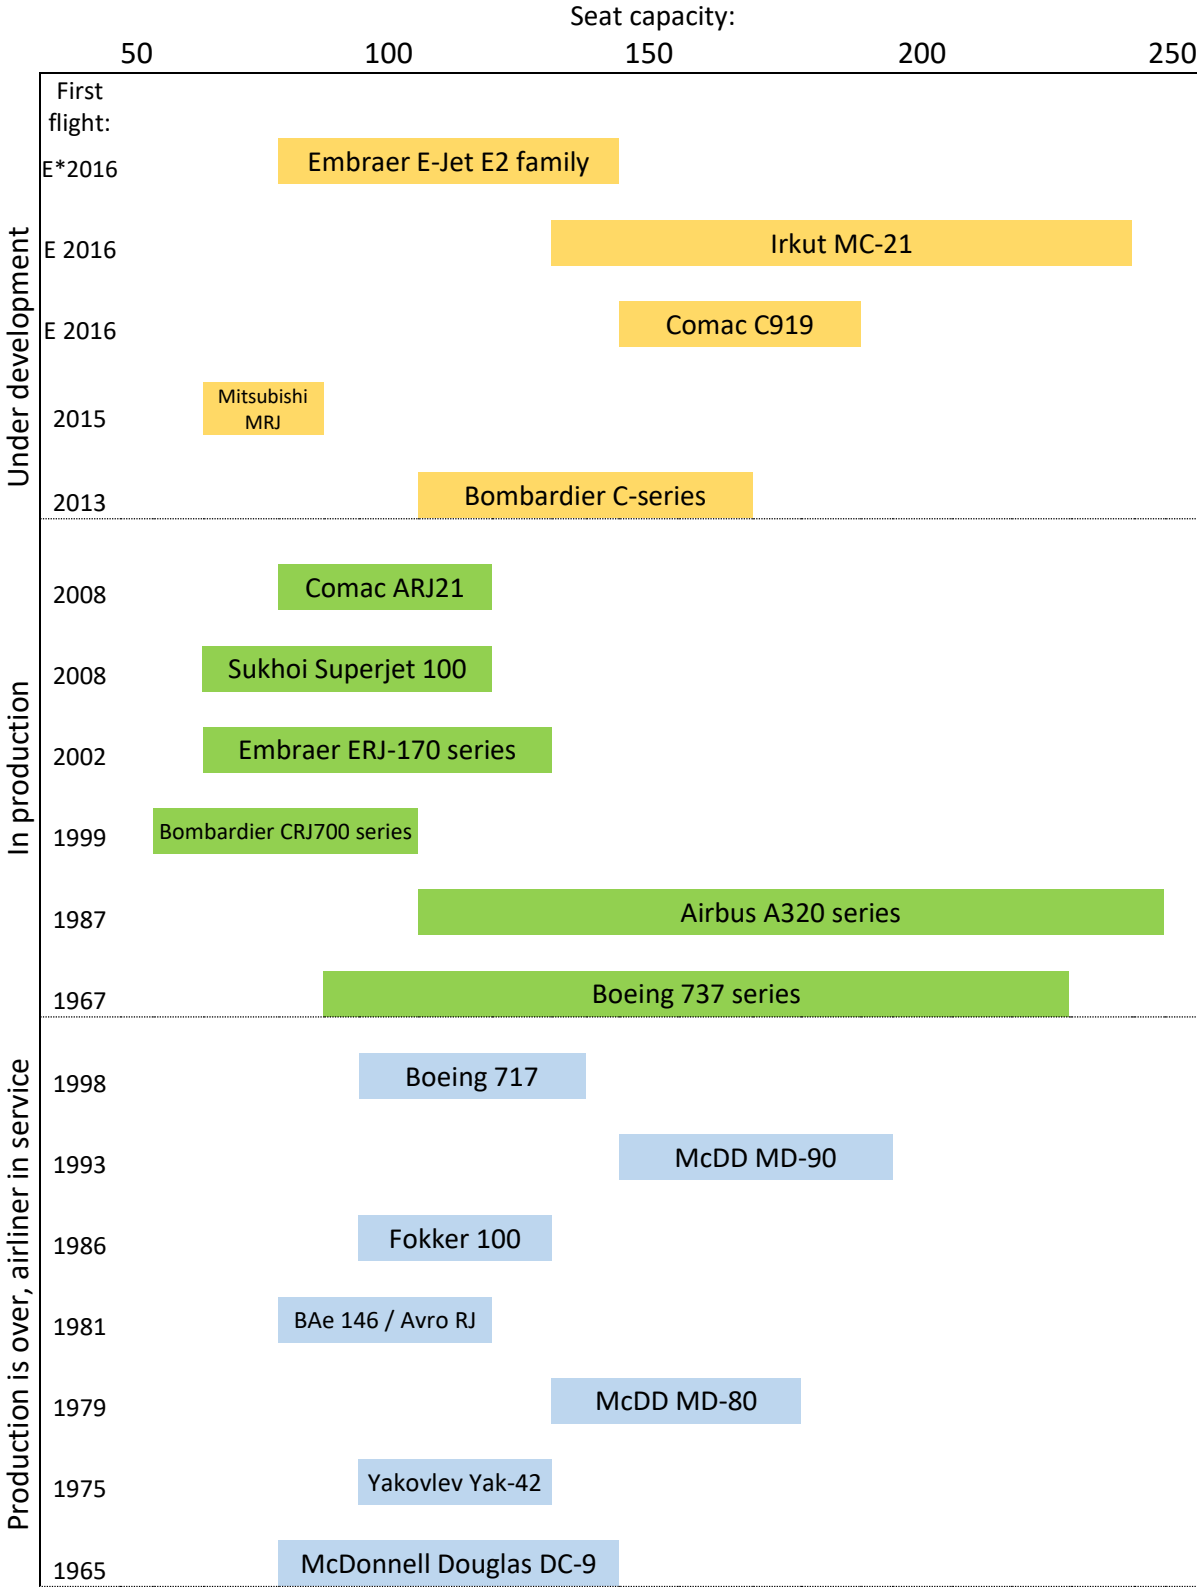 Seat capacity:
50 100 150 200 250
First
flight:
E*2016 Embraer E-Jet E2 family
E 2016 Irkut MC-21
E 2016 Comac C919
2015 Mitsubishi
MRJ
2013 Bombardier C-series
Under development
2008 Comac ARJ21
2008 Sukhoi Superjet 100
2002 Embraer ERJ-170 series
1999 Bombardier CRJ700 series
1987 Airbus A320 series
1967 Boeing 737 series
In production
1998 Boeing 717
1993 McDD MD-90
1986 Fokker 100
1981 BAe 146 / Avro RJ
1979 McDD MD-80
1975 Yakovlev Yak-42
1965 McDonnell Douglas DC-9
Production is over, airliner in service